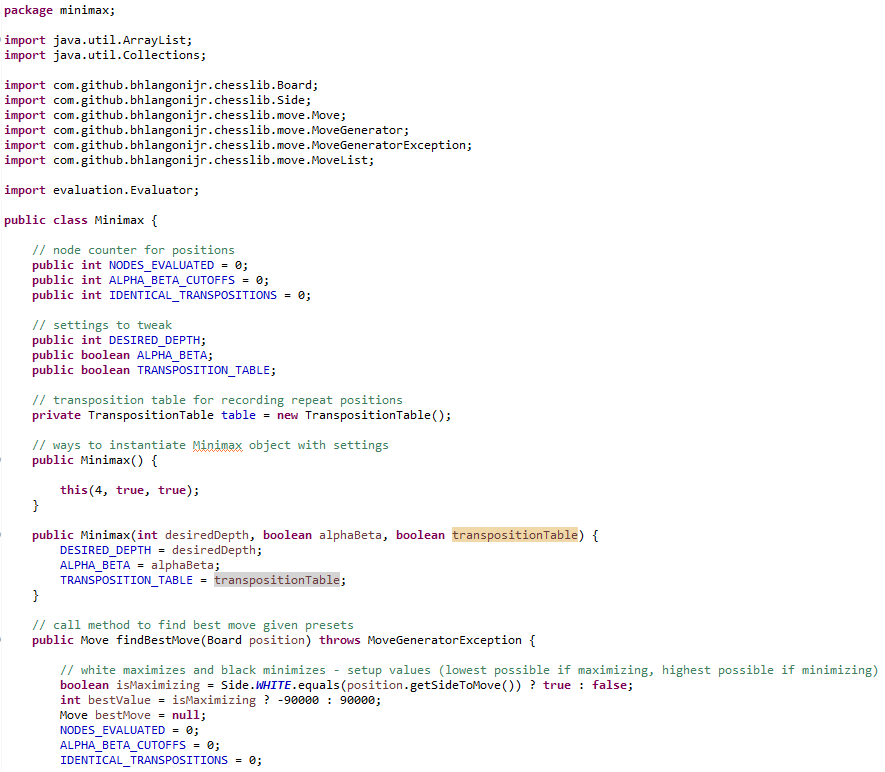 package minimax;
import java.util.ArrayList;
import java.util.Collections;
import com.github.bhlangonijr.chesslib.Board;
import com.github.bhlangonijr.chesslib.Side;
import com.github.bhlangonijr.chesslib.move.Move;
import com.github.bhlangonijr.chesslib.move.MoveGenerator;
import com.github.bhlangonijr.chesslib.move.MoveGeneratorException;
import com.github.bhlangonijr.chesslib.move.MoveList;
import evaluation.Evaluator;
public class Minimax {
// node counter for positions
public int NODES_EVALUATED = 0;
public int ALPHA_BETA_CUTOFFS = 0;
public int IDENTICAL_TRANSPOSITIONS = 0;
// settings to tweak
public int DESIRED_DEPTH;
public boolean ALPHA_BETA;
public boolean TRANSPOSITION_TABLE;
// transposition table for recording repeat positions
private TranspositionTable table = new TranspositionTable();
// ways to instantiate Minimax object with settings
public Minimax() {
this(4, true, true);
}
public Minimax(int desiredDepth, boolean alphaBeta, boolean transpositionTable) {
DESIRED_DEPTH = desiredDepth;
ALPHA_BETA = alphaBeta;
TRANSPOSITION_TABLE = transpositionTable;
}
// call method to find best move given presets
public Move findBestMove(Board position) throws MoveGeneratorException {
// white maximizes and black minimizes - setup values (lowest possible if maximizing, highest possible if minimizing)
boolean isMaximizing = Side.WHITE.equals(position.getSideToMove()) ? true : false;
int bestValue = isMaximizing ? -90000 : 90000;
Move bestMove = null;
NODES_EVALUATED = 0;
ALPHA_BETA_CUTOFFS = 0;
IDENTICAL_TRANSPOSITIONS = 0;